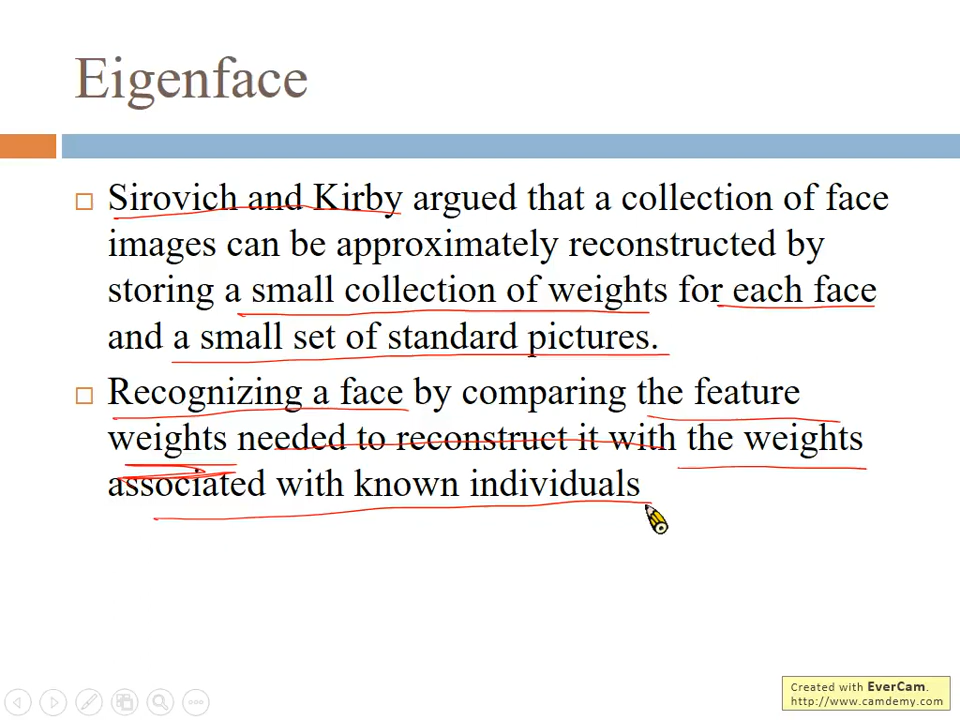 Eigenface
Sirovich and Kirby argued that a collection of face
images can be approximately reconstructed by
storing a small collection of weights for each face
and a small set of standard pictures.
Recognizing a face by comparing the feature
weights needed to reconstruct it with the weights
associated with known individuals
Created with EverCam.
http://www.camdemy.com